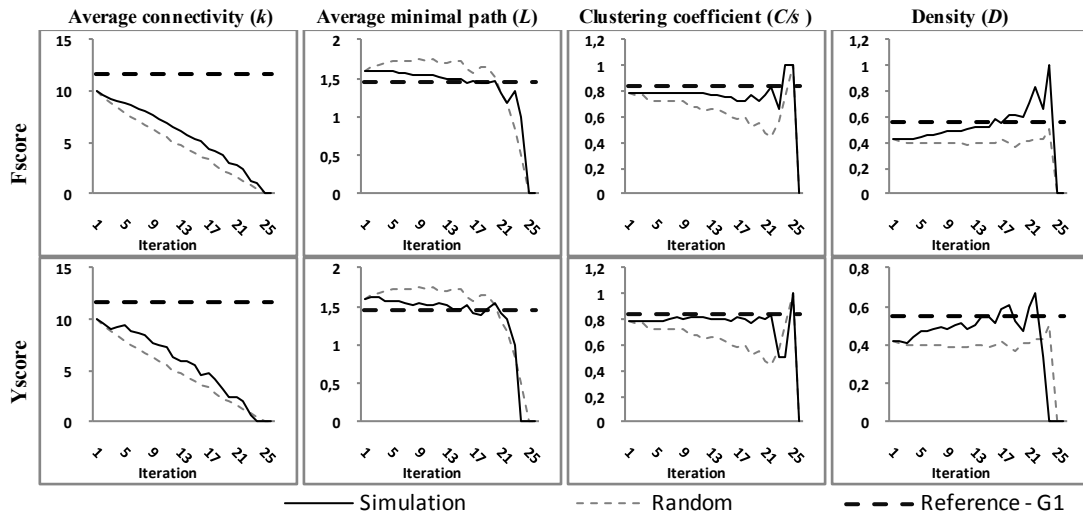 Average connectivity (k)
Average minimal path (L)
Clustering coefficient (C/s )
Density (D)
Fscore
15
10
5
0
1 5 9 13 17 21 25
Iteration
2
1,5
1
0,5
0
1 5 9 13 17 21 25
Iteration
1,2
1
0,8
0,6
0,4
0,2
0
1 5 9 13 17 21 25
Iteration
1,2
1
0,8
0,6
0,4
0,2
0
1 5 9 13 17 21 25
Iteration
Yscore
15
10
5
0
1 5 9 13 17 21 25
Iteration
2
1,5
1
0,5
0
1 5 9 13 17 21 25
Iteration
1,2
1
0,8
0,6
0,4
0,2
0
1 5 9 13 17 21 25
Iteration
0,8
0,6
0,4
0,2
0
1 5 9 13 17 21 25
Iteration
Simulation
Random
Reference - G1